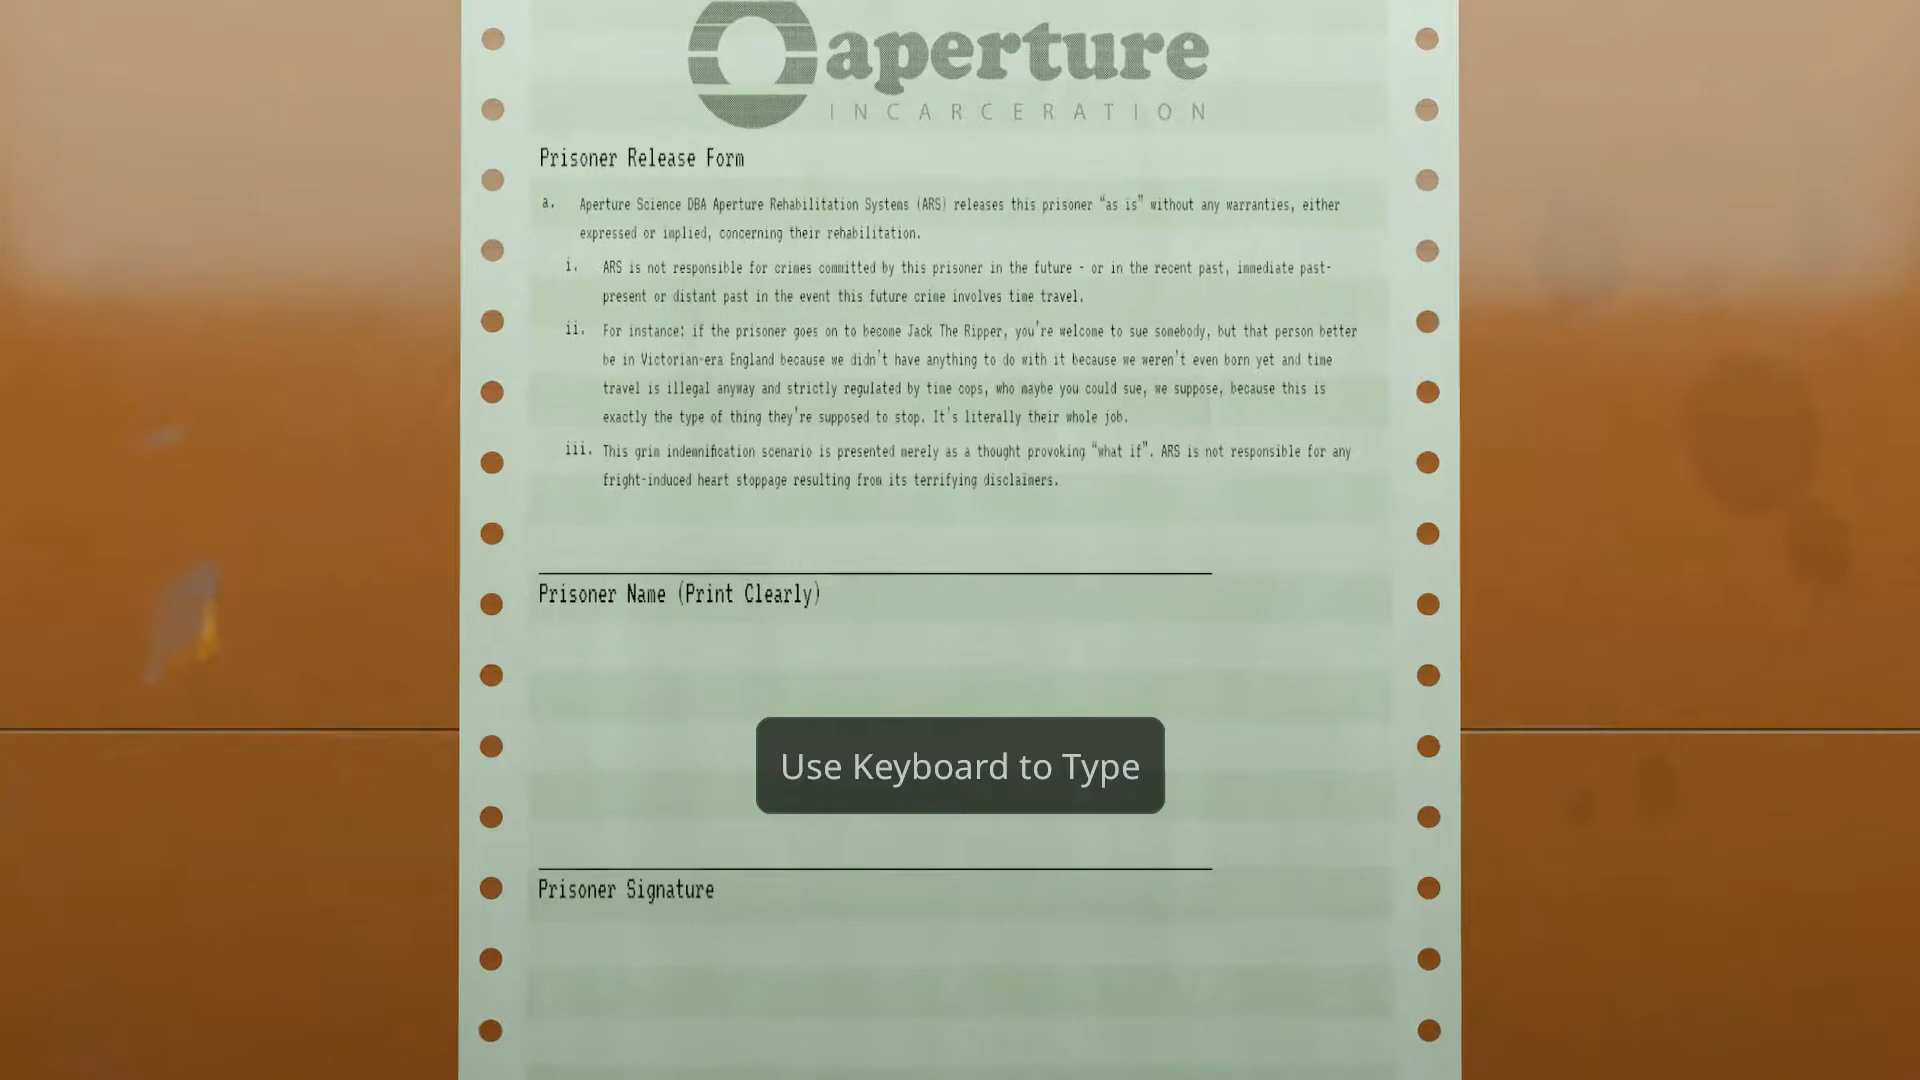 aperture
INCARCERATION
Prisoner Release Form
a. Aperture Science DBA Aperture Rehabilitation Systems (ARS) releases this prisoner “as is” without any warranties, either
expressed or implied, concerning their rehabilitation.
i. ARS is not responsible for crimes committed by this prisoner in the future - or in the recent past, immediate past-
present or distant past in the event this future crime involves time travel.
ii. For instance: if the prisoner goes on to become Jack The Ripper, you're welcome to sue somebody, but that person better
be in Victorian-era England because we didn't have anything to do with it because we weren't even born yet and time
travel is illegal anyway and strictly regulated by time cops, who maybe you could sue, we suppose, because this is
exactly the type of thing they're supposed to stop. It's literally their whole job.
iii. This grim indemnification scenario is presented merely as a thought provoking “what if”. ARS is not responsible for any
fright-induced heart stoppage resulting from its terrifying disclaimers.
Prisoner Name (Print Clearly)
Use Keyboard to Type
Prisoner Signature